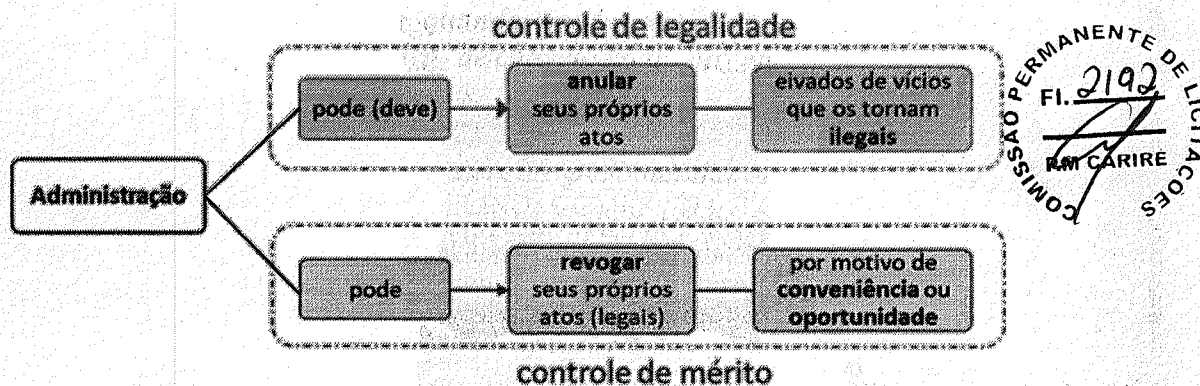 controle de legalidade
pode (deve)
anular
seus próprios
atos
eivados de vícios
que os tornam
ilegais
Administração
pode
revogar
seus próprios
atos (legais)
por motivo de
conveniência ou
oportunidade
controle de mérito
COMISSÃO PERMANENTE DE LICITAÇÕES
Fl. 2192
PM CARIRE